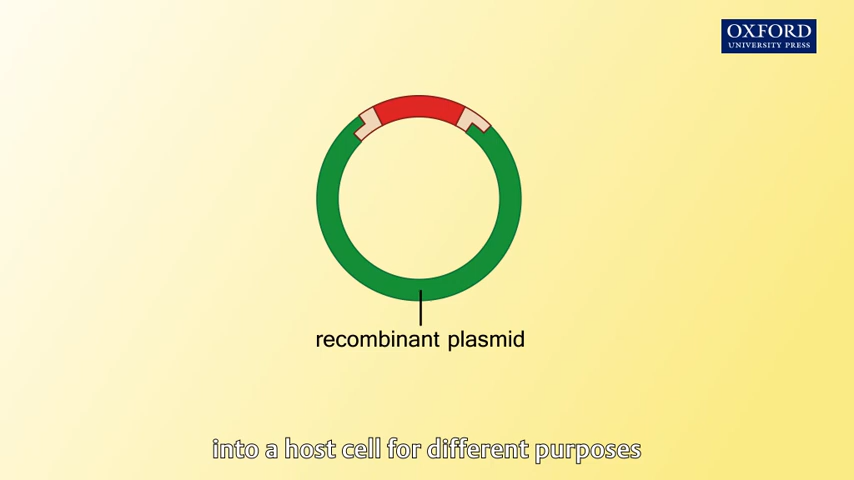 OXFORD
UNIVERSITY PRESS
recombinant plasmid
into a host cell for different purposes